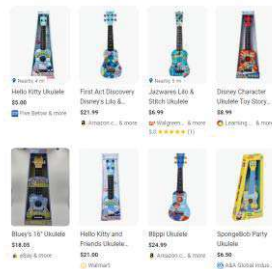 Nearby, 4 mi
Hello Kitty Ukulele
$5.00
Five Below & more
First Act Discovery
Disney's Lilo &...
$21.99
Amazon.c... & more
Nearby, 5 mi
Jazwares Lilo &
Stitch Ukulele
$6.99
Walgreen... & more
5.0 ★★★★★ (1)
Disney Character
Ukulele Toy Story...
$8.99
Learning... & more
Bluey's 16" Ukulele
$18.05
eBay & more
Hello Kitty and
Friends Ukulele...
$21.00
Walmart
Blippi Ukulele
$24.99
Amazon.c... & more
SpongeBob Party
Ukulele
$6.50
A&A Global Indus...